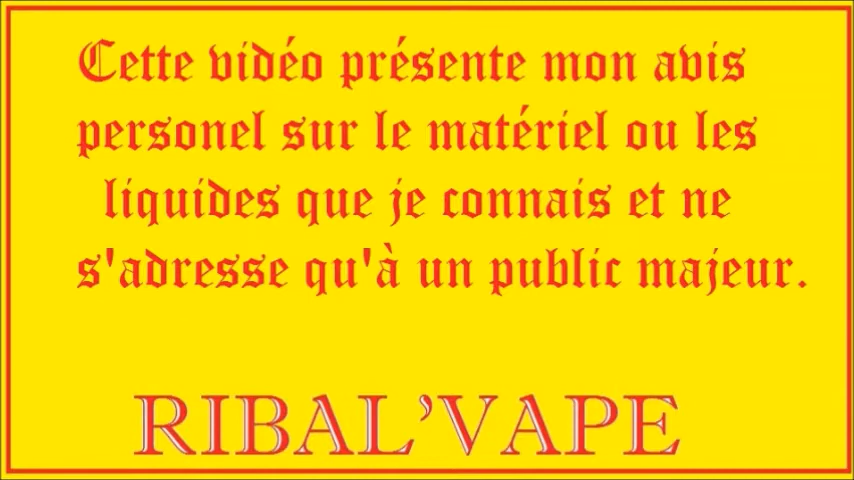 Cette vidéo présente mon avis
personel sur le matériel ou les
liquides que je connais et ne
s'adresse qu'à un public majeur.
RIBAL'VAPE